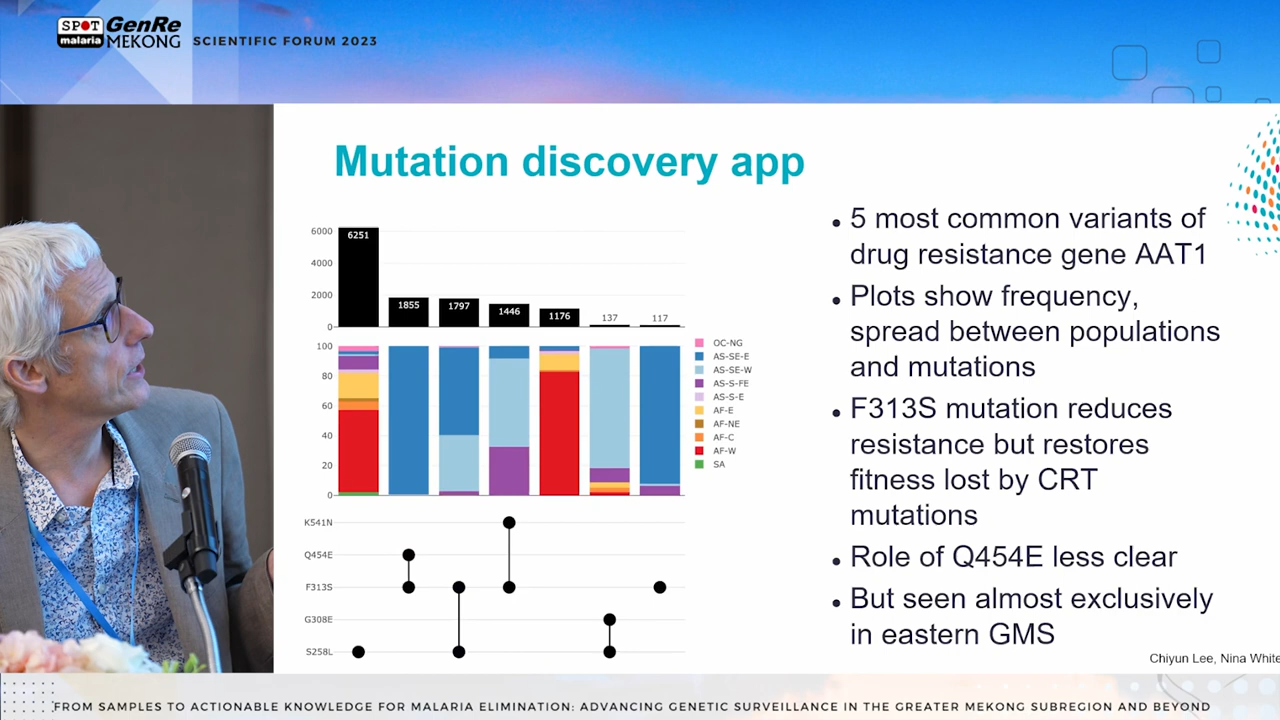 SPOT
malaria
GenRe
MEKONG
SCIENTIFIC FORUM 2023
Mutation discovery app
6000
4000
2000
0
6251
1855
1797
1446
1176
137
117
100
80
60
40
20
0
OC-NG
AS-SE-E
AS-SE-W
AS-S-FE
AS-S-E
AF-E
AF-NE
AF-C
AF-W
SA
K541N
Q454E
F313S
G308E
S258L
• 5 most common variants of
drug resistance gene AAT1
• Plots show frequency,
spread between populations
and mutations
• F313S mutation reduces
resistance but restores
fitness lost by CRT
mutations
• Role of Q454E less clear
• But seen almost exclusively
in eastern GMS
Chiyun Lee, Nina White
FROM SAMPLES TO ACTIONABLE KNOWLEDGE FOR MALARIA ELIMINATION: ADVANCING GENETIC SURVEILLANCE IN THE GREATER MEKONG SUBREGION AND BEYOND